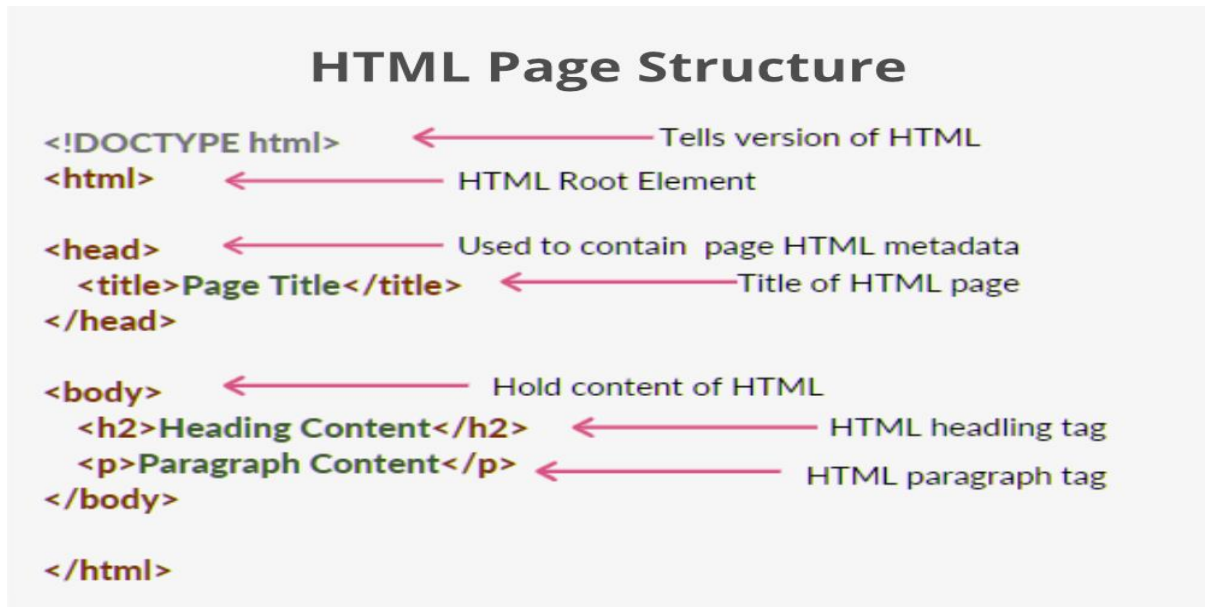 HTML Page Structure
<!DOCTYPE html> Tells version of HTML
<html> HTML Root Element
<head> Used to contain page HTML metadata
<title>Page Title</title> Title of HTML page
</head>
<body> Hold content of HTML
<h2>Heading Content</h2> HTML headling tag
<p>Paragraph Content</p> HTML paragraph tag
</body>
</html>